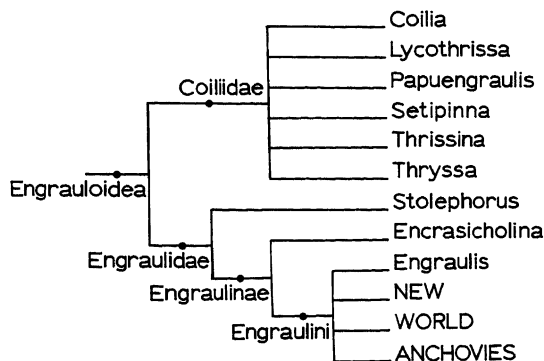 Coilia
Lycothrissa
Papuengraulis
Coiliidae
Setipinna
Thrissina
Thryssa
Engrauloidea
Stolephorus
Encrasicholina
Engraulidae
Engraulis
Engraulinae
NEW
WORLD
Engraulini
ANCHOVIES